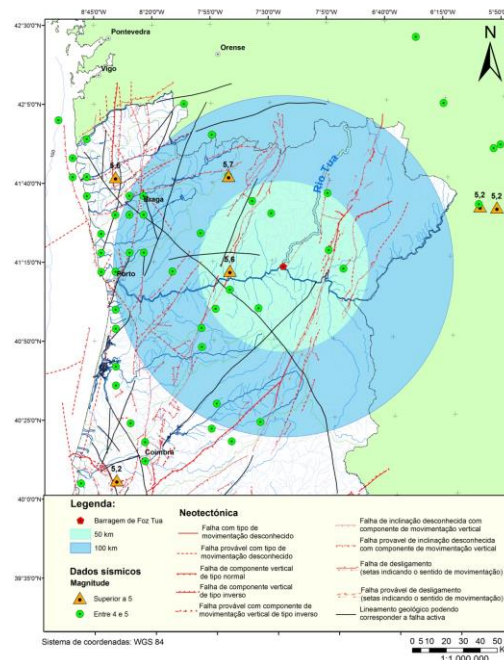 8°45'0"W 8°20'0"W 7°55'0"W 7°30'0"W 7°5'0"W 6°40'0"W 6°15'0"W
42°30'0"N
42°5'0"N
41°40'0"N
41°15'0"N
40°50'0"N
40°25'0"N
40°0'0"N
39°35'0"N
Pontevedra
Orense
Vigo
N
Rio Tua
5,7
5,2
5,2
Braga
5,6
Porto
Coimbra
5,2
Legenda:
Barragem de Foz Tua
50 km
100 km
Dados sísmicos
Magnitude
Superior a 5
Entre 4 e 5
Neotectónica
Falha com tipo de
movimentação desconhecido
Falha provável com tipo de
movimentação desconhecido
Falha de componente vertical
de tipo normal
Falha de componente vertical
de tipo inverso
Falha provável com componente de
movimentação vertical de tipo inverso
Falha de inclinação desconhecida com
componente de movimentação vertical
Falha provavel de inclinação desconhecida
com componente de movimentação vertical
Falha de desligamento
(setas indicando o sentido de movimentação)
Falha provável de desligamento
(setas indicando o sentido de movimentação)
Lineamento geológico podendo
corresponder a falha activa
Sistema de coordenadas: WGS 84
0 5 10 20 30 40 50
1:1.000.000